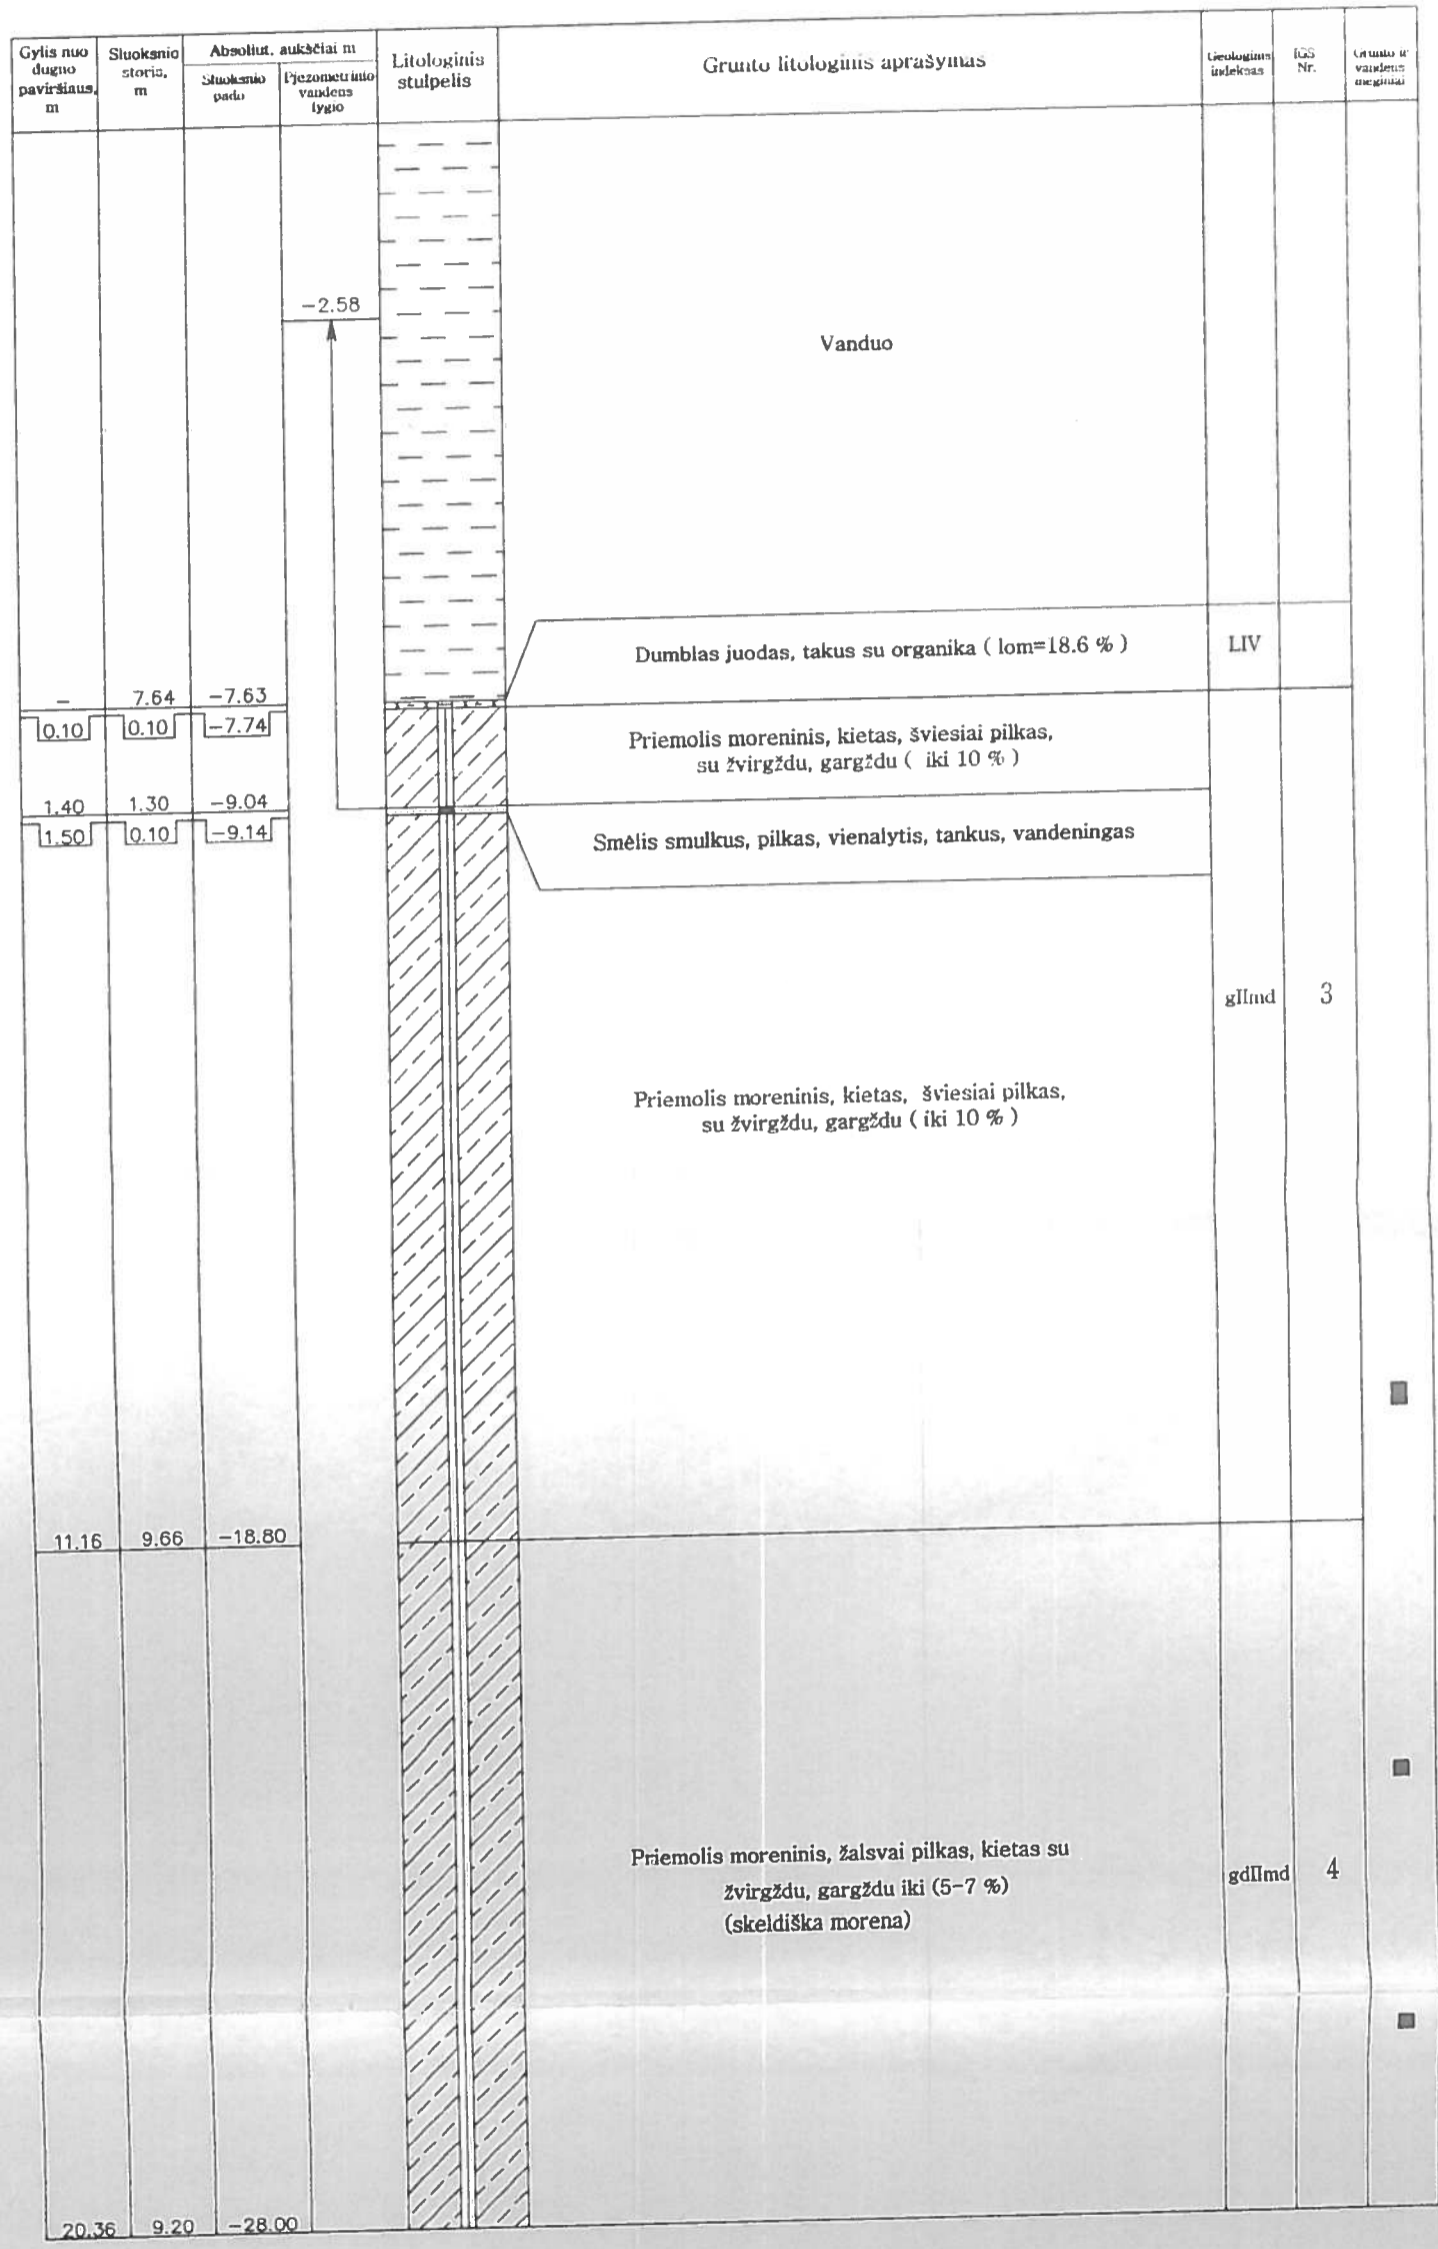 Gylis nuo
dugno
paviršiaus,
m
Sluoksnio
storis,
m
Absoliut. aukščiai m
Sluoksnio
pado
Pjezometrinio
vandens
lygio
Litologinis
stulpelis
Grunto litologinis aprašymas
Geologinis
indeksas
IGS
Nr.
Grunto ir
vandens
mėginiai
-2.58
Vanduo
Dumblas juodas, takus su organika ( lom=18.6 % )
LIV
– 7.64 -7.63
0.10 0.10 -7.74
Priemolis moreninis, kietas, šviesiai pilkas,
su žvirgždu, gargždu ( iki 10 % )
1.40 1.30 -9.04
1.50 0.10 -9.14
Smėlis smulkus, pilkas, vienalytis, tankus, vandeningas
gIImd 3
Priemolis moreninis, kietas, šviesiai pilkas,
su žvirgždu, gargždu ( iki 10 % )
11.16 9.66 -18.80
Priemolis moreninis, žalsvai pilkas, kietas su
žvirgždu, gargždu iki (5-7 %)
(skeldiška morena)
gdIImd 4
20.36 9.20 -28.00